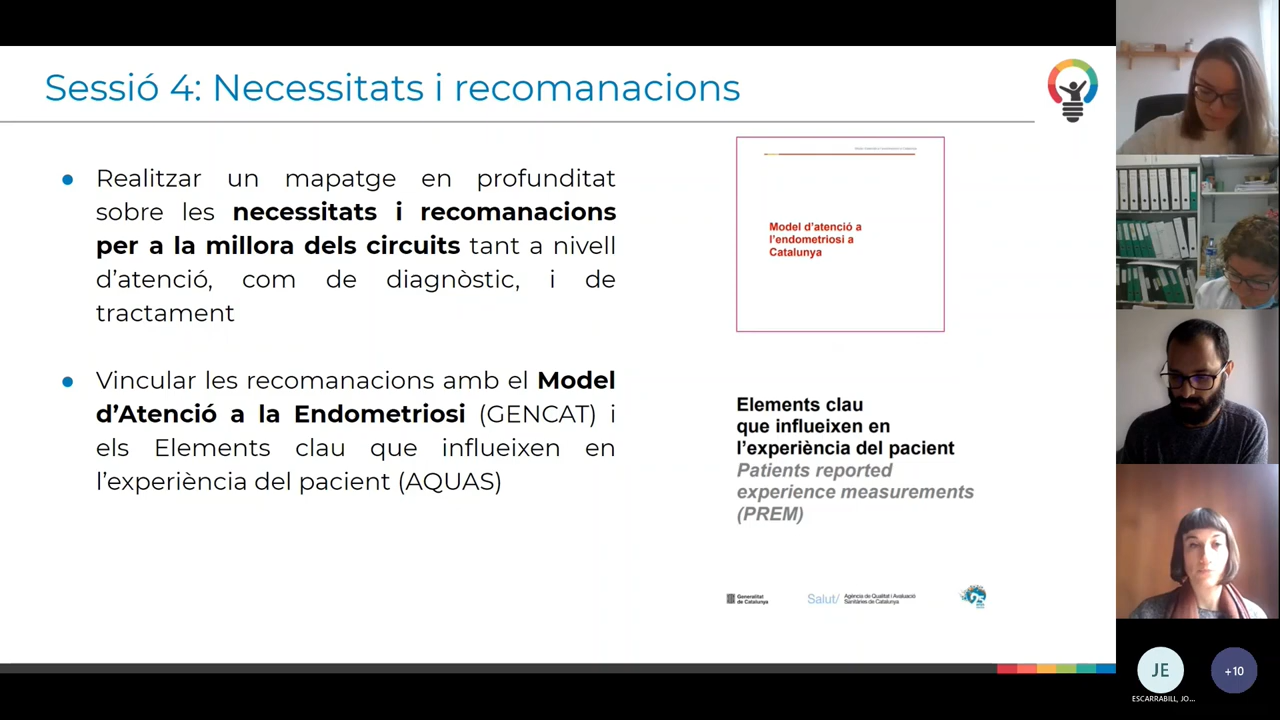 Sessió 4: Necessitats i recomanacions
Realitzar un mapatge en profunditat
sobre les necessitats i recomanacions
per a la millora dels circuits tant a nivell
d'atenció, com de diagnòstic, i de
tractament
Vincular les recomanacions amb el Model
d'Atenció a la Endometriosi (GENCAT) i
els Elements clau que influeixen en
l'experiència del pacient (AQUAS)
Model d'atenció a
l'endometriosi a
Catalunya
Elements clau
que influeixen en
l'experiència del pacient
Patients reported
experience measurements
(PREM)
Generalitat
de Catalunya
Salut/
Agència de Qualitat i Avaluació
Sanitàries de Catalunya
JE
+10
ESCARRABILL, JO...